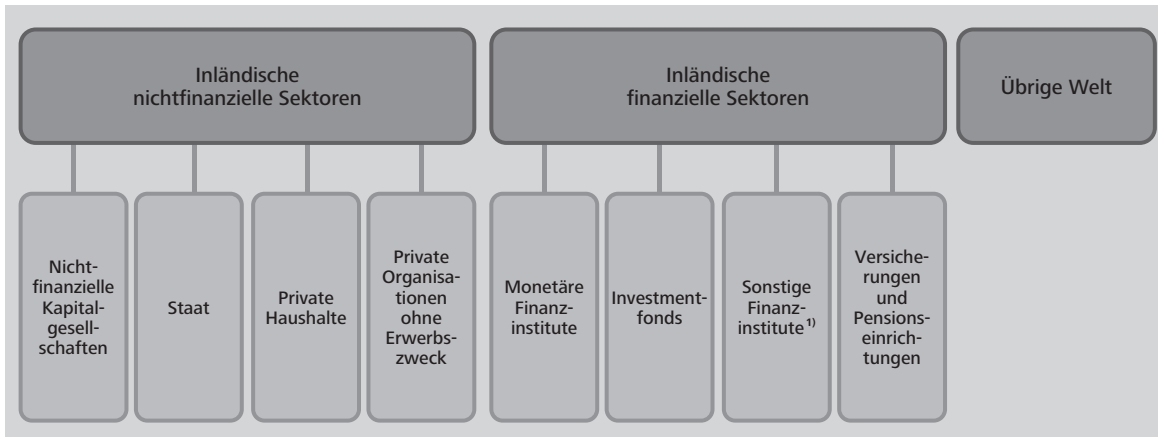 Inländische
nichtfinanzielle Sektoren
Inländische
finanzielle Sektoren
Übrige Welt
Nicht-
finanzielle
Kapital-
gesell-
schaften
Staat
Private
Haushalte
Private
Organisa-
tionen
ohne
Erwerbs-
zweck
Monetäre
Finanz-
institute
Investment-
fonds
Sonstige
Finanz-
institute 1)
Versiche-
rungen
und
Pensions-
einrich-
tungen